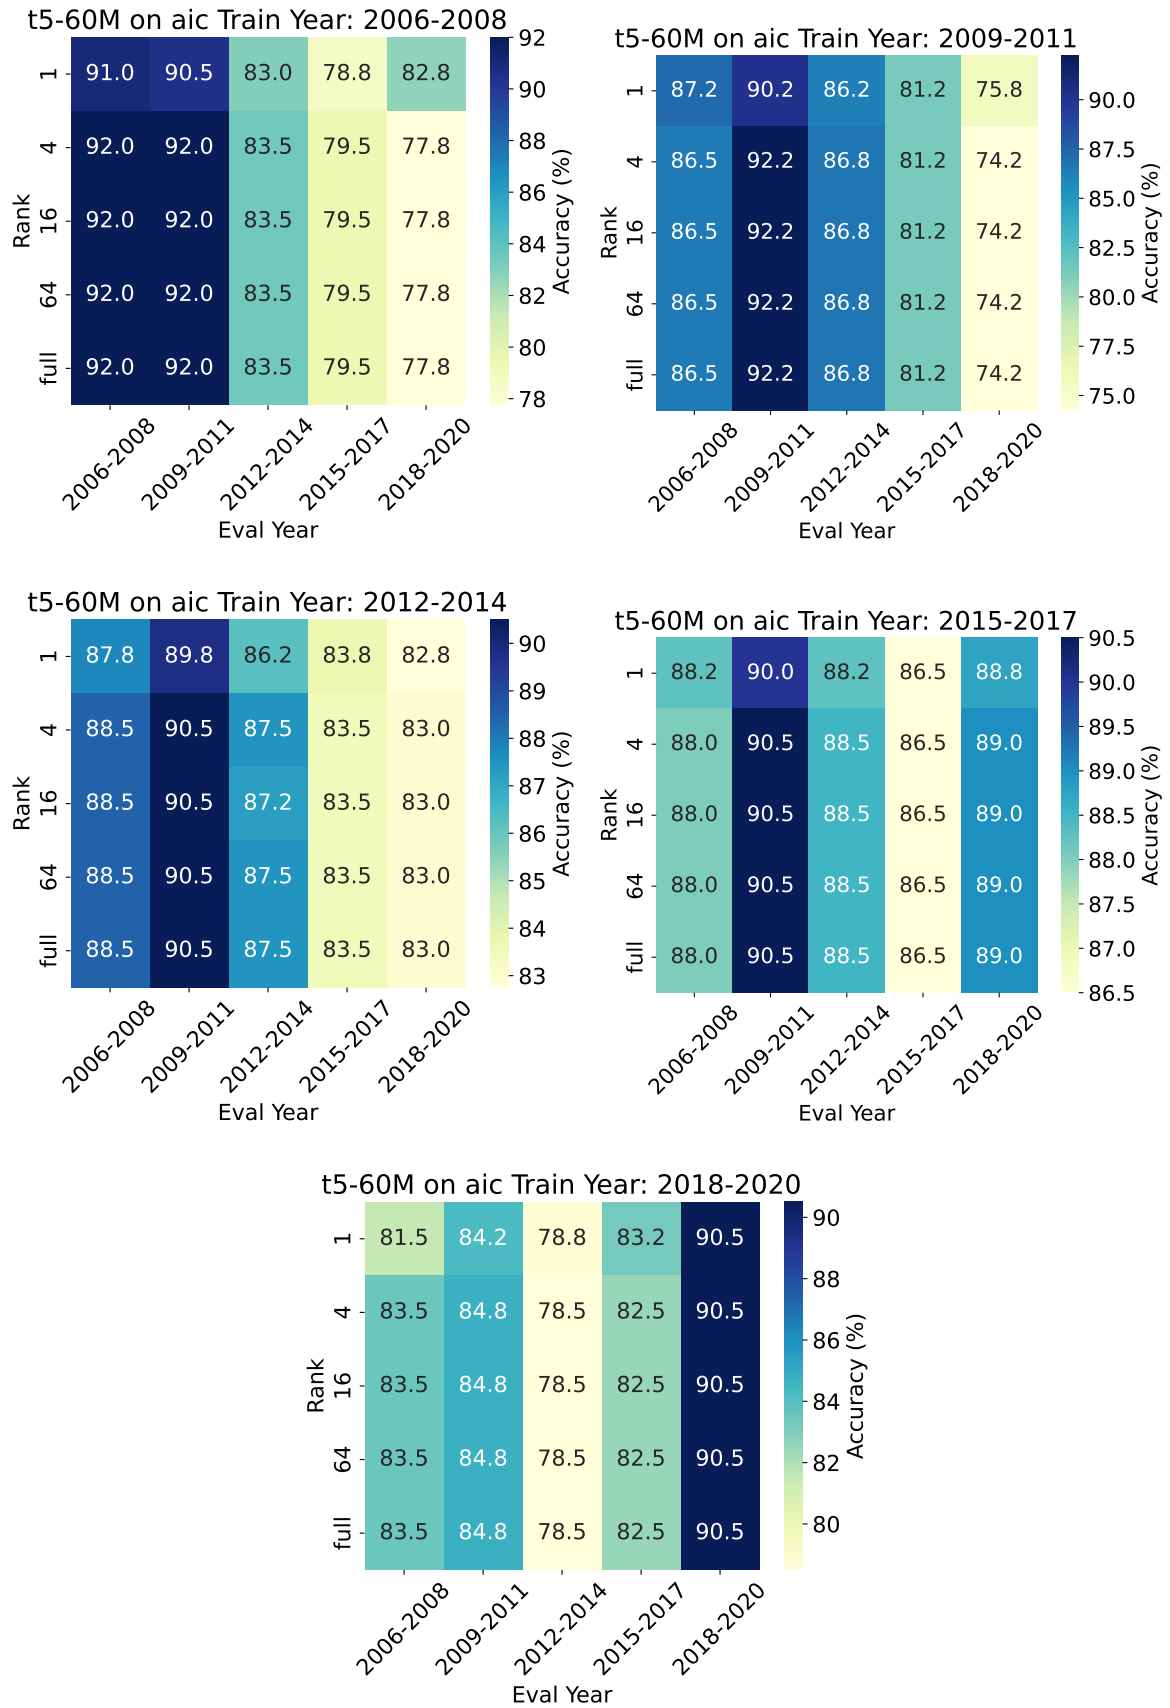 t5-60M on aic Train Year: 2006-2008
Rank
1 91.0 90.5 83.0 78.8 82.8
4 92.0 92.0 83.5 79.5 77.8
16 92.0 92.0 83.5 79.5 77.8
64 92.0 92.0 83.5 79.5 77.8
full 92.0 92.0 83.5 79.5 77.8
2006-2008 2009-2011 2012-2014 2015-2017 2018-2020
Eval Year
92
90
88
86
84
82
80
78
Accuracy (%)
t5-60M on aic Train Year: 2009-2011
Rank
1 87.2 90.2 86.2 81.2 75.8
4 86.5 92.2 86.8 81.2 74.2
16 86.5 92.2 86.8 81.2 74.2
64 86.5 92.2 86.8 81.2 74.2
full 86.5 92.2 86.8 81.2 74.2
2006-2008 2009-2011 2012-2014 2015-2017 2018-2020
Eval Year
90.0
87.5
85.0
82.5
80.0
77.5
75.0
Accuracy (%)
t5-60M on aic Train Year: 2012-2014
Rank
1 87.8 89.8 86.2 83.8 82.8
4 88.5 90.5 87.5 83.5 83.0
16 88.5 90.5 87.2 83.5 83.0
64 88.5 90.5 87.5 83.5 83.0
full 88.5 90.5 87.5 83.5 83.0
2006-2008 2009-2011 2012-2014 2015-2017 2018-2020
Eval Year
90
89
88
87
86
85
84
83
Accuracy (%)
t5-60M on aic Train Year: 2015-2017
Rank
1 88.2 90.0 88.2 86.5 88.8
4 88.0 90.5 88.5 86.5 89.0
16 88.0 90.5 88.5 86.5 89.0
64 88.0 90.5 88.5 86.5 89.0
full 88.0 90.5 88.5 86.5 89.0
2006-2008 2009-2011 2012-2014 2015-2017 2018-2020
Eval Year
90.5
90.0
89.5
89.0
88.5
88.0
87.5
87.0
86.5
Accuracy (%)
t5-60M on aic Train Year: 2018-2020
Rank
1 81.5 84.2 78.8 83.2 90.5
4 83.5 84.8 78.5 82.5 90.5
16 83.5 84.8 78.5 82.5 90.5
64 83.5 84.8 78.5 82.5 90.5
full 83.5 84.8 78.5 82.5 90.5
2006-2008 2009-2011 2012-2014 2015-2017 2018-2020
Eval Year
90
88
86
84
82
80
Accuracy (%)